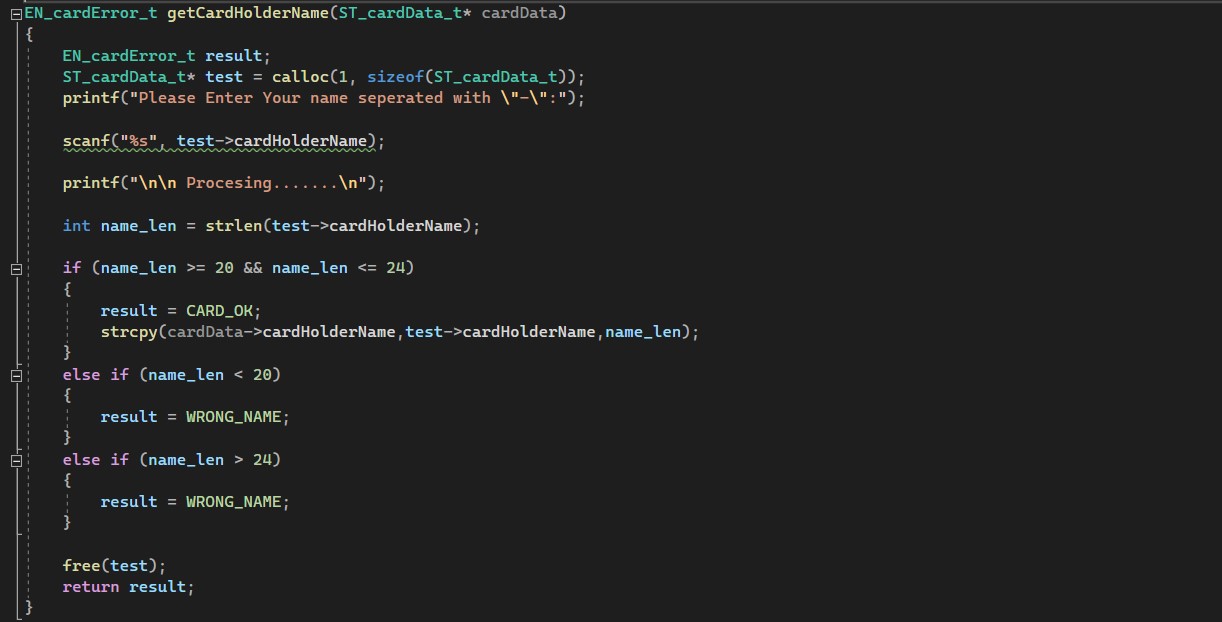 EN_cardError_t getCardHolderName(ST_cardData_t* cardData)
{
EN_cardError_t result;
ST_cardData_t* test = calloc(1, sizeof(ST_cardData_t));
printf("Please Enter Your name seperated with \"-\":");
scanf("%s", test->cardHolderName);
printf("\n\n Procesing.......\n");
int name_len = strlen(test->cardHolderName);
if (name_len >= 20 && name_len <= 24)
{
result = CARD_OK;
strcpy(cardData->cardHolderName,test->cardHolderName,name_len);
}
else if (name_len < 20)
{
result = WRONG_NAME;
}
else if (name_len > 24)
{
result = WRONG_NAME;
}
free(test);
return result;
}